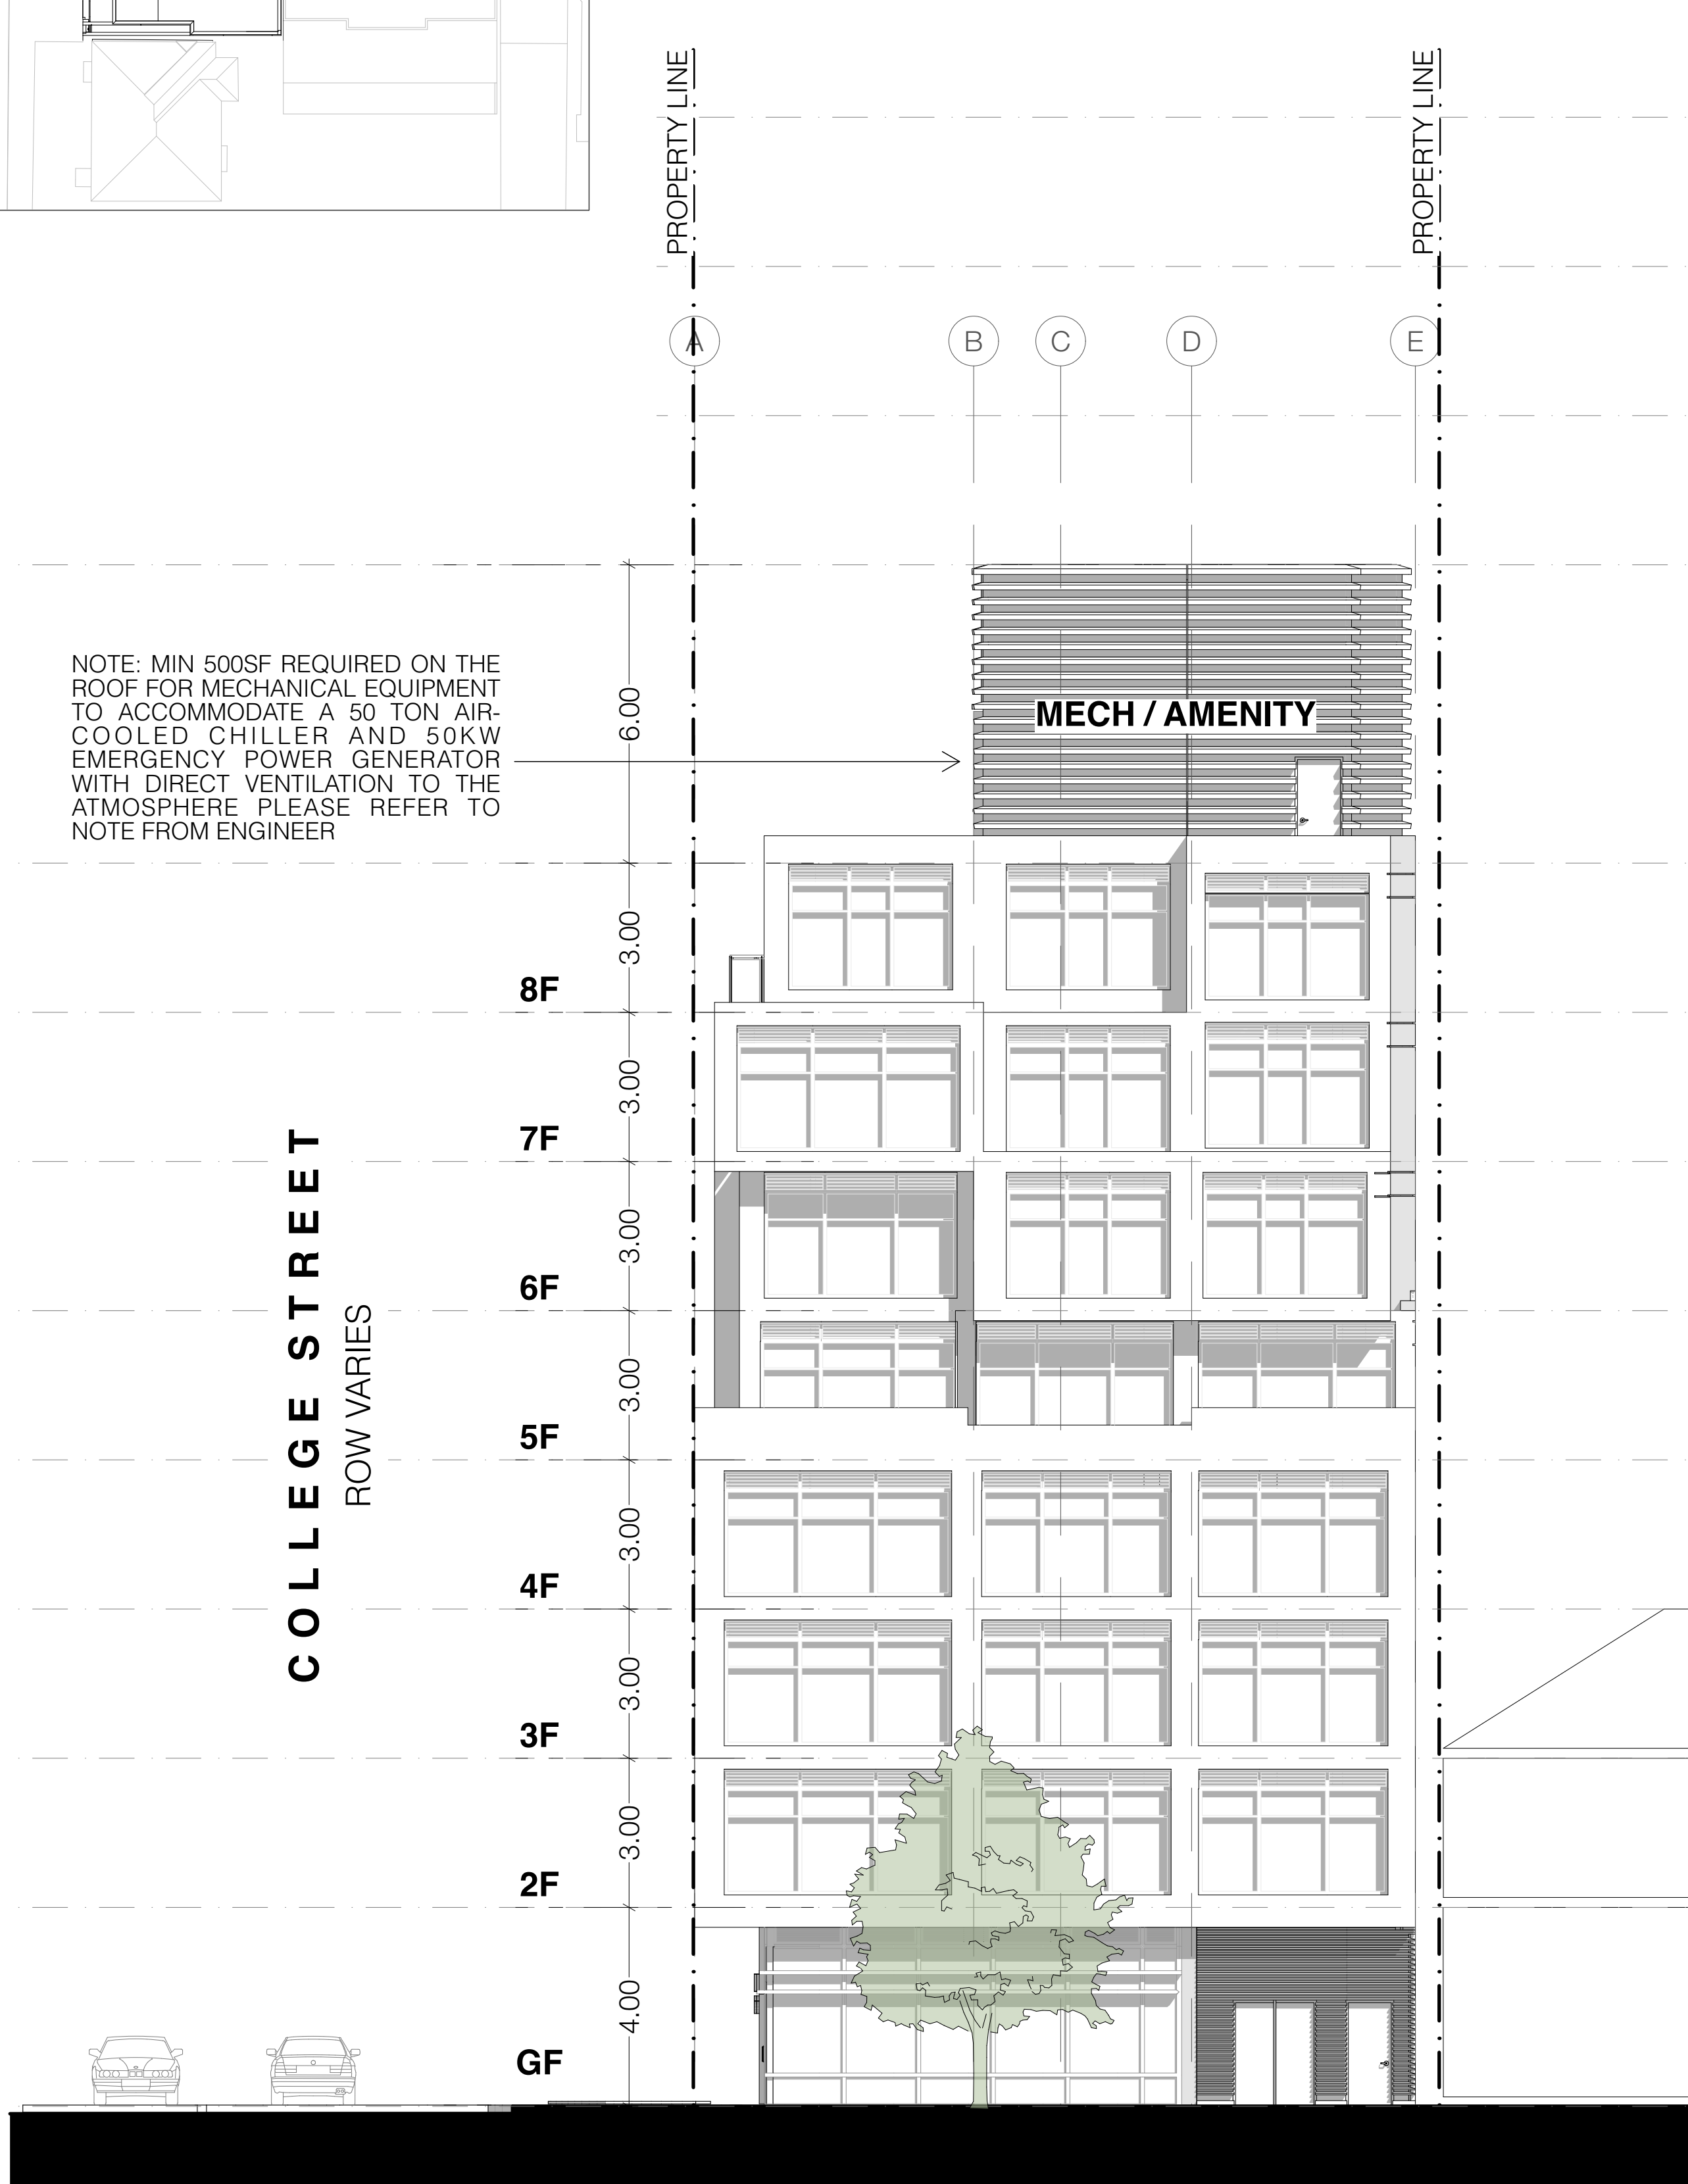 PROPERTY LINE
PROPERTY LINE
A
B
C
D
E
NOTE: MIN 500SF REQUIRED ON THE
ROOF FOR MECHANICAL EQUIPMENT
TO ACCOMMODATE A 50 TON AIR-
COOLED CHILLER AND 50KW
EMERGENCY POWER GENERATOR
WITH DIRECT VENTILATION TO THE
ATMOSPHERE PLEASE REFER TO
NOTE FROM ENGINEER
6.00
MECH / AMENITY
3.00
8F
3.00
7F
3.00
6F
3.00
5F
3.00
4F
3.00
3F
3.00
2F
4.00
GF
COLLEGE STREET
ROW VARIES